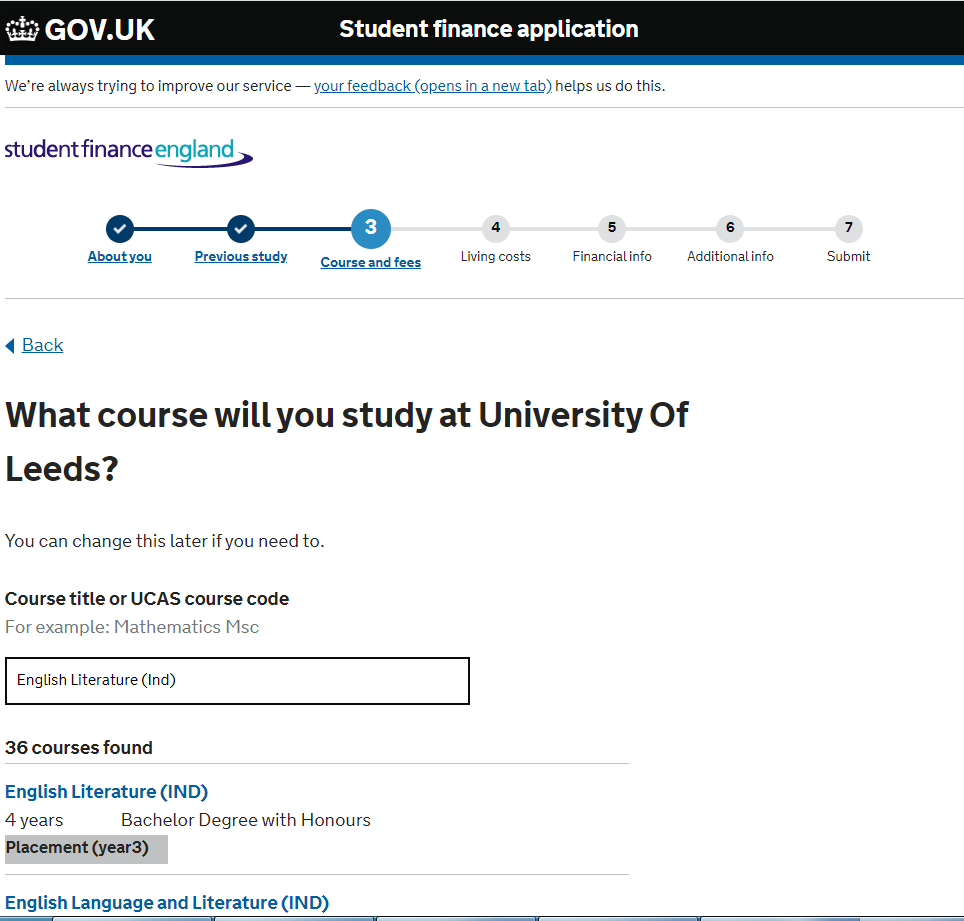 GOV.UK
Student finance application
We're always trying to improve our service — your feedback (opens in a new tab) helps us do this.
studentfinanceengland
3 4 5 6 7
About you Previous study Course and fees Living costs Financial info Additional info Submit
Back
What course will you study at University Of
Leeds?
You can change this later if you need to.
Course title or UCAS course code
For example: Mathematics Msc
English Literature (Ind)
36 courses found
English Literature (IND)
4 years Bachelor Degree with Honours
Placement (year3)
English Language and Literature (IND)